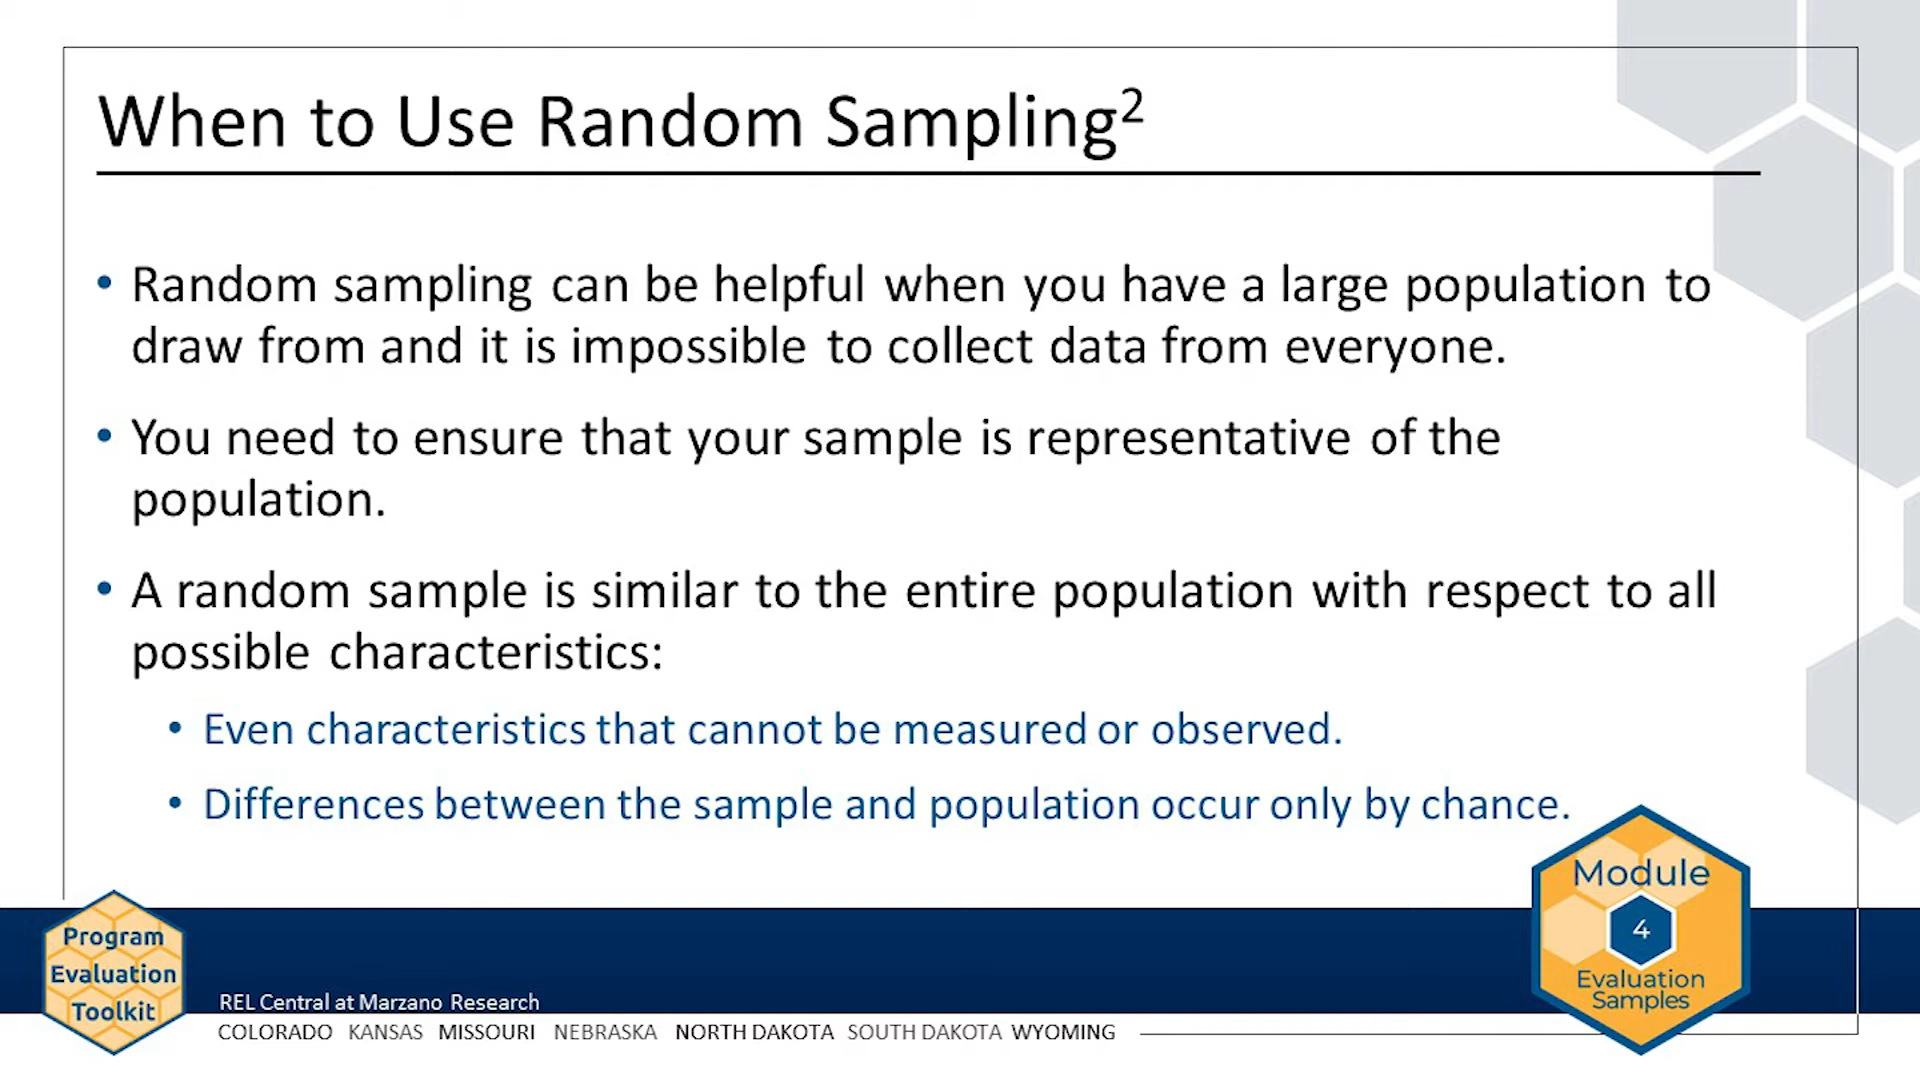 When to Use Random Sampling²
• Random sampling can be helpful when you have a large population to
draw from and it is impossible to collect data from everyone.
• You need to ensure that your sample is representative of the
population.
• A random sample is similar to the entire population with respect to all
possible characteristics:
• Even characteristics that cannot be measured or observed.
• Differences between the sample and population occur only by chance.
Program
Evaluation
Toolkit
REL Central at Marzano Research
COLORADO KANSAS MISSOURI NEBRASKA NORTH DAKOTA SOUTH DAKOTA WYOMING
Module
4
Evaluation
Samples